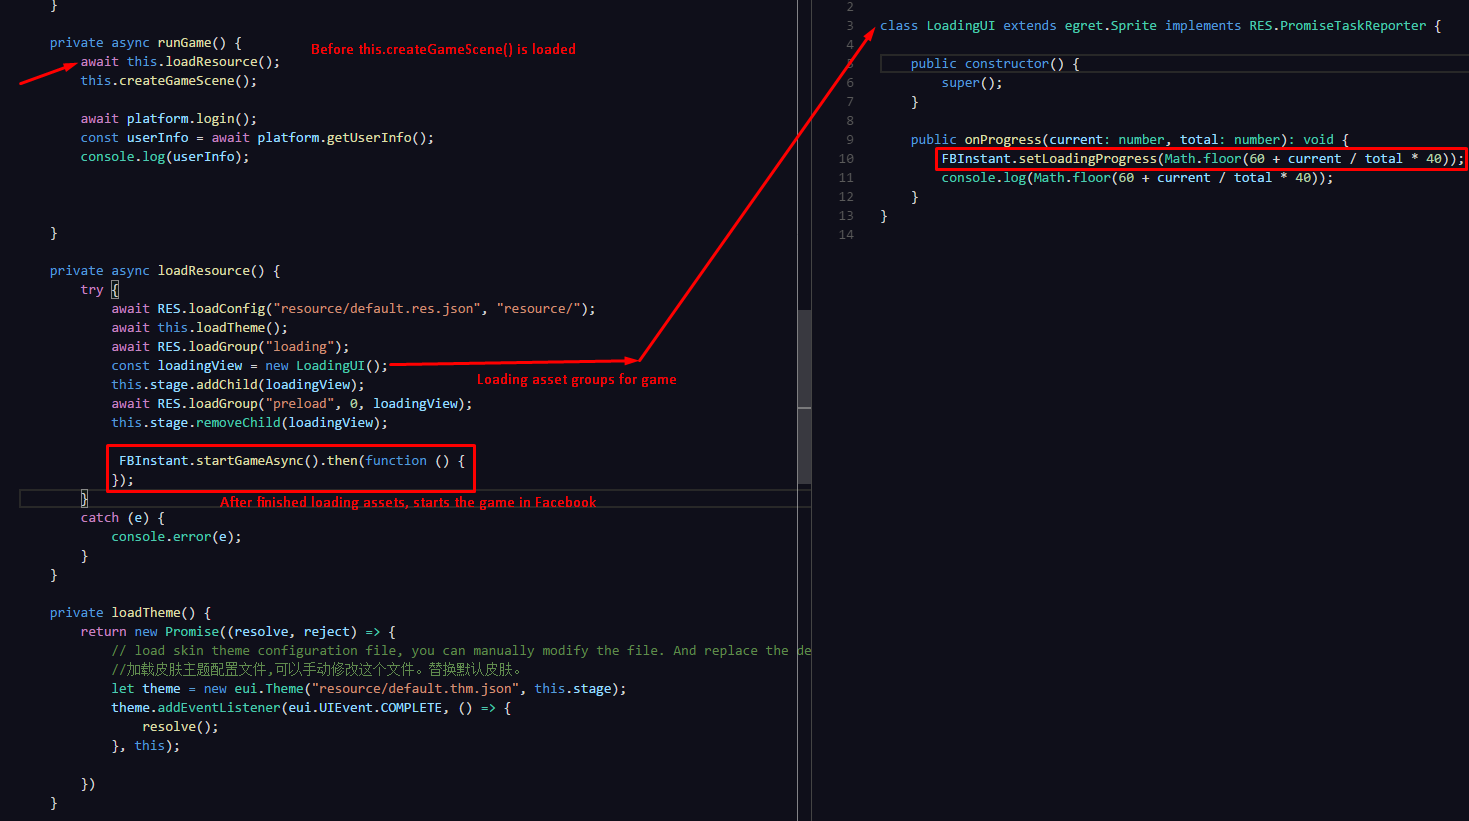 }
private async runGame() {
Before this.createGameScene() is loaded
await this.loadResource();
this.createGameScene();
await platform.login();
const userInfo = await platform.getUserInfo();
console.log(userInfo);
}
private async loadResource() {
try {
await RES.loadConfig("resource/default.res.json", "resource/");
await this.loadTheme();
await RES.loadGroup("loading");
const loadingView = new LoadingUI();
Loading asset groups for game
this.stage.addChild(loadingView);
await RES.loadGroup("preload", 0, loadingView);
this.stage.removeChild(loadingView);
FBInstant.startGameAsync().then(function () {
});
}
After finished loading assets, starts the game in Facebook
catch (e) {
console.error(e);
}
}
private loadTheme() {
return new Promise((resolve, reject) => {
// load skin theme configuration file, you can manually modify the file. And replace the de
//加载皮肤主题配置文件,可以手动修改这个文件。替换默认皮肤。
let theme = new eui.Theme("resource/default.thm.json", this.stage);
theme.addEventListener(eui.UIEvent.COMPLETE, () => {
resolve();
}, this);
})
}
2
3 class LoadingUI extends egret.Sprite implements RES.PromiseTaskReporter {
4
5 public constructor() {
6 super();
7 }
8
9 public onProgress(current: number, total: number): void {
10 FBInstant.setLoadingProgress(Math.floor(60 + current / total * 40));
11 console.log(Math.floor(60 + current / total * 40));
12 }
13 }
14